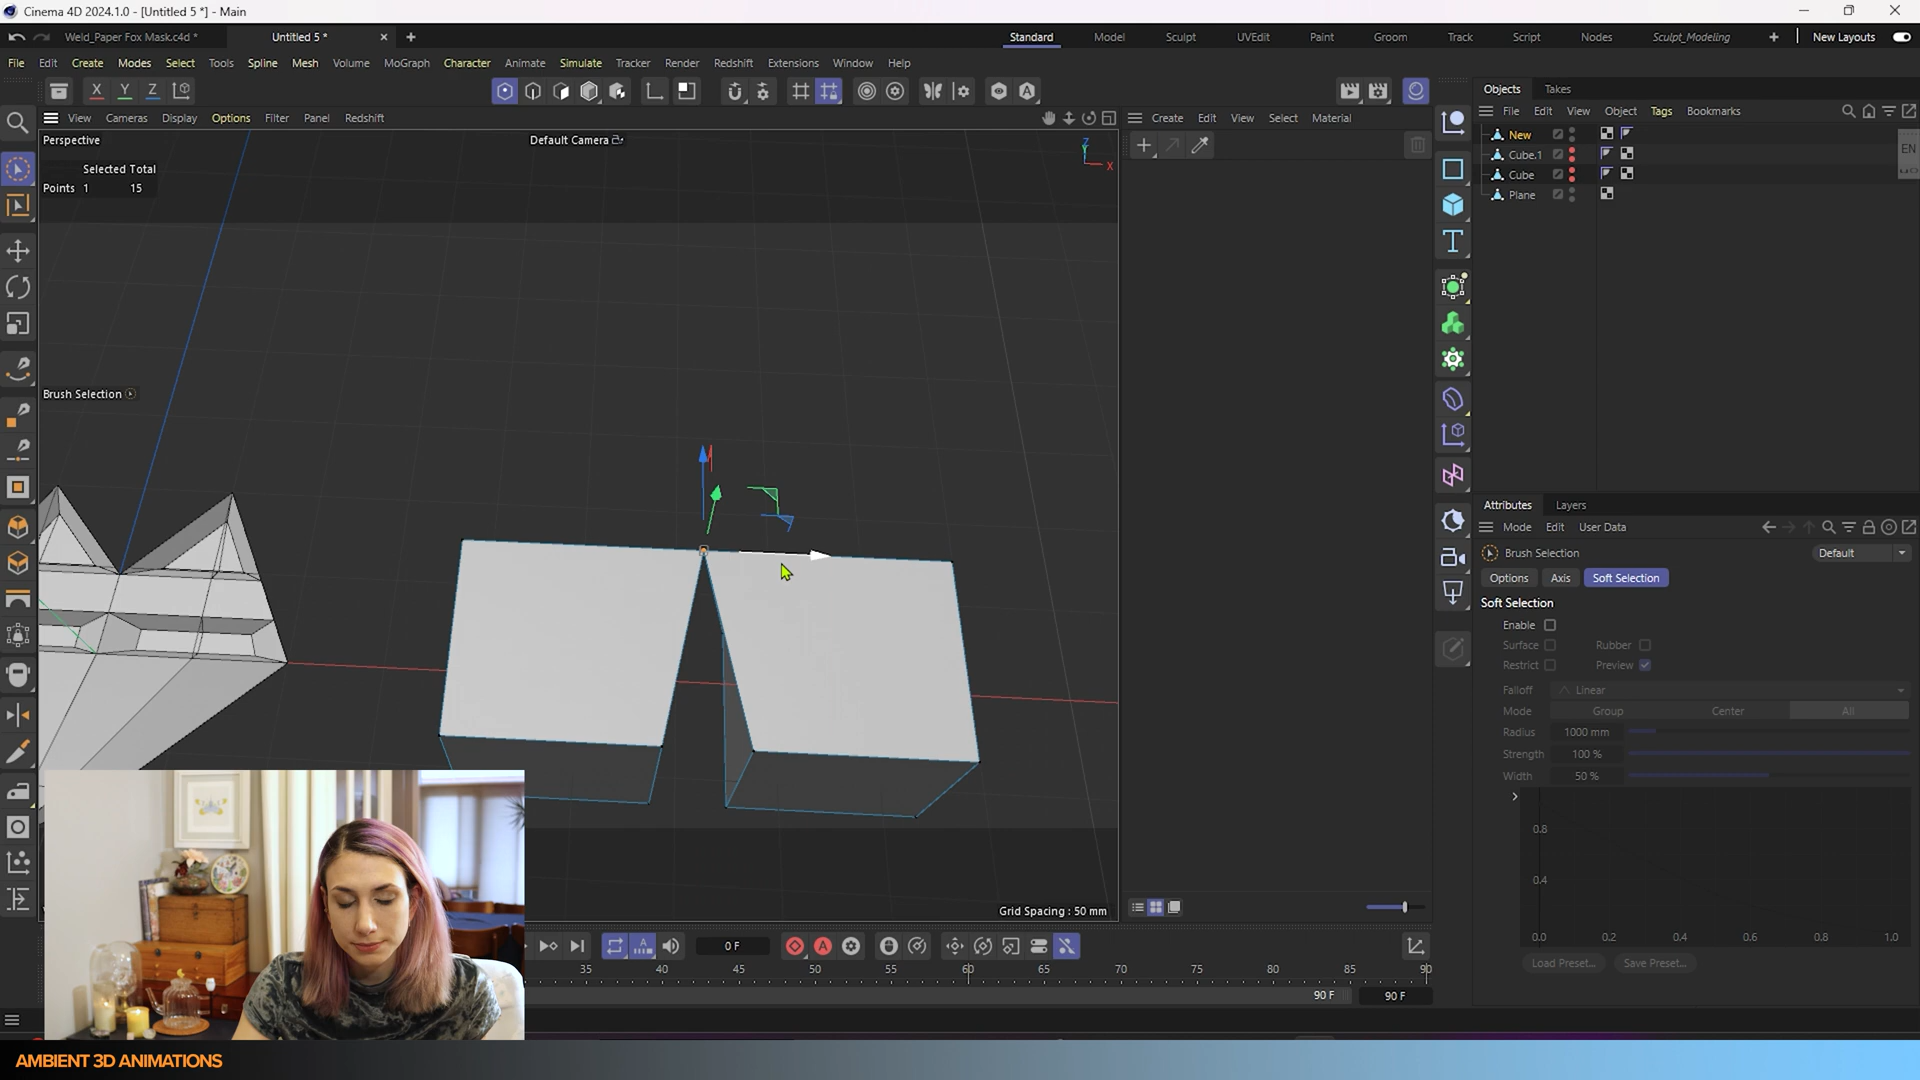 Cinema 4D 2024.1.0 - [Untitled 5 *] - Main
Weld_Paper Fox Mask.c4d * Untitled 5 * Standard Model Sculpt UVEdit Paint Groom Track Script Nodes Sculpt_Modeling New Layouts
File Edit Create Modes Select Tools Spline Mesh Volume MoGraph Character Animate Simulate Tracker Render Redshift Extensions Window Help
X Y Z
Objects Takes
View Cameras Display Options Filter Panel Redshift
Create Edit View Select Material
File Edit View Object Tags Bookmarks
Perspective
Default Camera
Z
X
Selected Total
Points 1 15
New
Cube.1
Cube
Plane
EN
Brush Selection
Attributes Layers
Mode Edit User Data
Brush Selection
Default
Options Axis Soft Selection
Soft Selection
Enable
Surface Rubber
Restrict Preview
Falloff Linear
Mode Group Center All
Radius 1000 mm
Strength 100 %
Width 50 %
0.8
0.4
0.0 0.2 0.4 0.6 0.8 1.0
Load Preset... Save Preset...
Grid Spacing : 50 mm
0 F
35 40 45 50 55 60 65 70 75 80 85 90
90 F 90 F
AMBIENT 3D ANIMATIONS